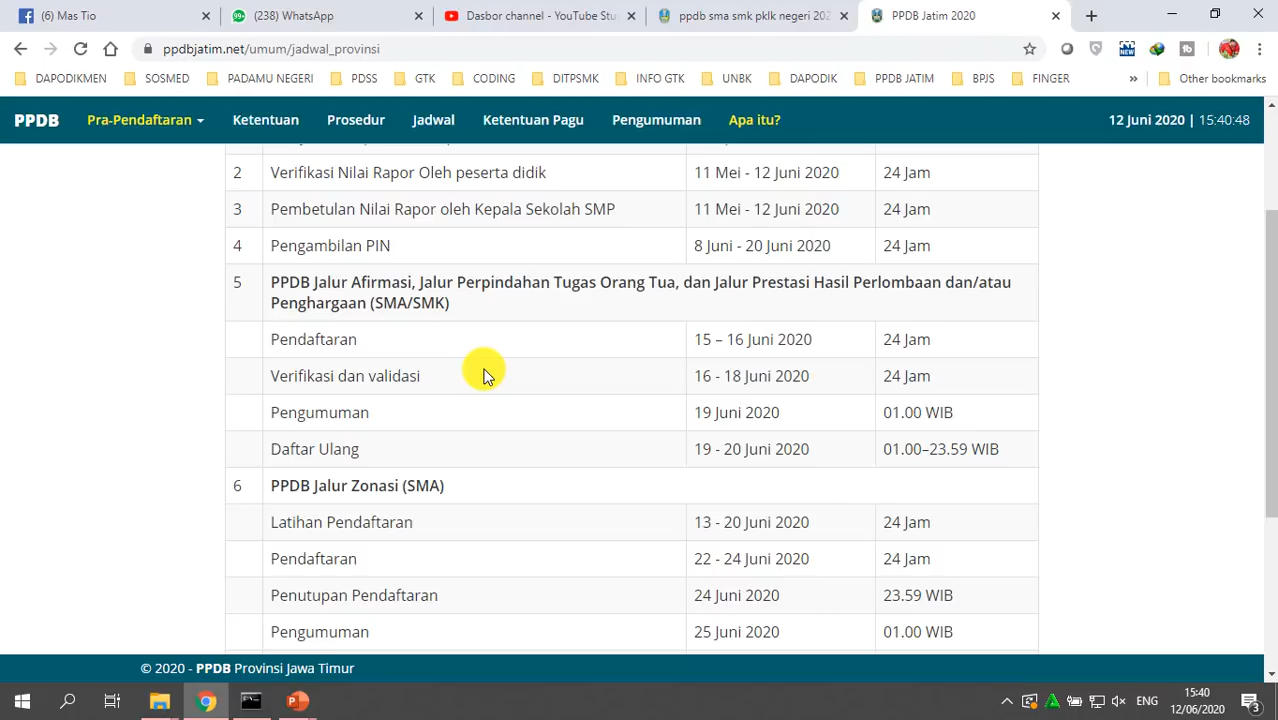 (6) Mas Tio
(238) WhatsApp
Dasbor channel - YouTube Stu
ppdb sma smk pklk negeri 202
PPDB Jatim 2020
ppdbjatim.net/umum/jadwal_provinsi
DAPODIKMEN SOSMED PADAMU NEGERI PDSS GTK CODING DITPSMK INFO GTK UNBK DAPODIK PPDB JATIM BPJS FINGER » Other bookmarks
PPDB Pra-Pendaftaran Ketentuan Prosedur Jadwal Ketentuan Pagu Pengumuman Apa itu? 12 Juni 2020 | 15:40:48
2 Verifikasi Nilai Rapor Oleh peserta didik 11 Mei - 12 Juni 2020 24 Jam
3 Pembetulan Nilai Rapor oleh Kepala Sekolah SMP 11 Mei - 12 Juni 2020 24 Jam
4 Pengambilan PIN 8 Juni - 20 Juni 2020 24 Jam
5 PPDB Jalur Afirmasi, Jalur Perpindahan Tugas Orang Tua, dan Jalur Prestasi Hasil Perlombaan dan/atau
Penghargaan (SMA/SMK)
Pendaftaran 15 – 16 Juni 2020 24 Jam
Verifikasi dan validasi 16 - 18 Juni 2020 24 Jam
Pengumuman 19 Juni 2020 01.00 WIB
Daftar Ulang 19 - 20 Juni 2020 01.00–23.59 WIB
6 PPDB Jalur Zonasi (SMA)
Latihan Pendaftaran 13 - 20 Juni 2020 24 Jam
Pendaftaran 22 - 24 Juni 2020 24 Jam
Penutupan Pendaftaran 24 Juni 2020 23.59 WIB
Pengumuman 25 Juni 2020 01.00 WIB
© 2020 - PPDB Provinsi Jawa Timur
ENG
15:40
12/06/2020
3